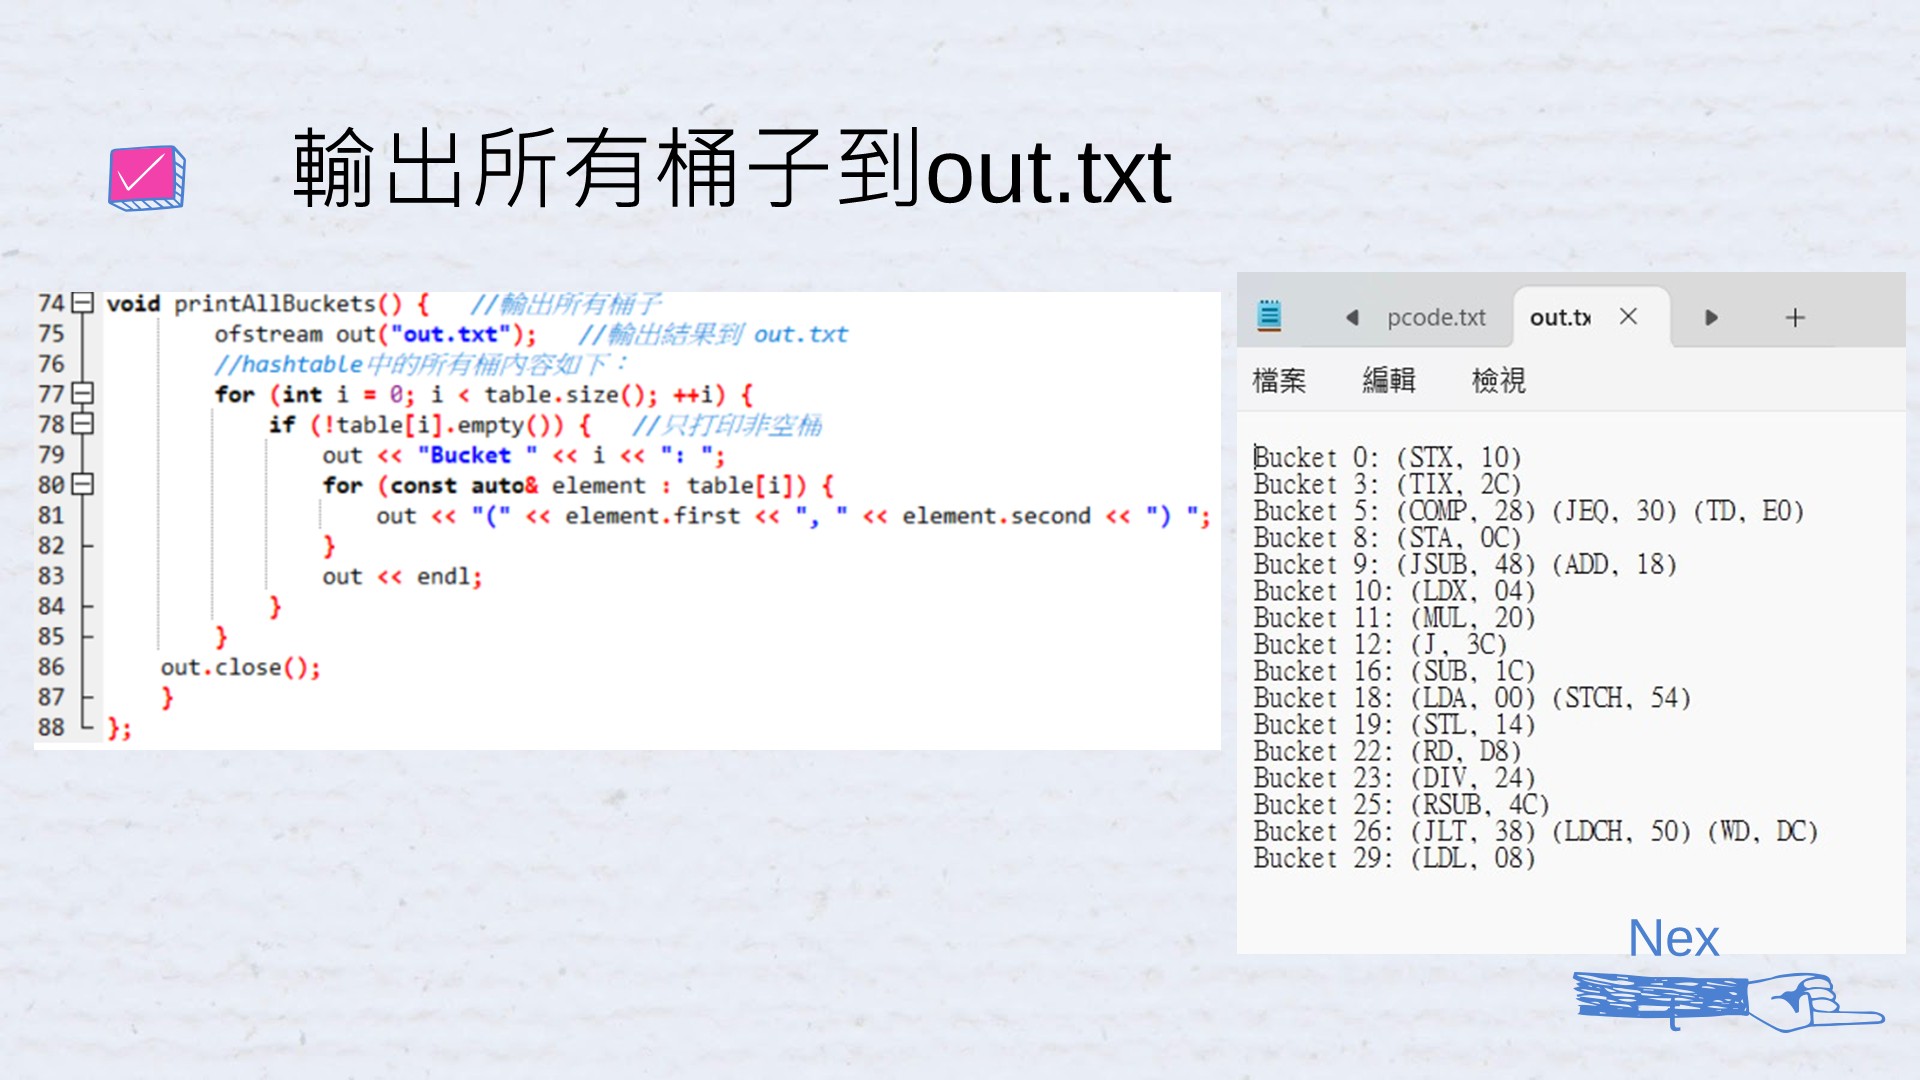 輸出所有桶子到out.txt
74 void printAllBuckets() {   //輸出所有桶子
75 ofstream out("out.txt");   //輸出結果到 out.txt
76 //hashtable中的所有桶內容如下：
77 for (int i = 0; i < table.size(); ++i) {
78 if (!table[i].empty()) {   //只打印非空桶
79 out << "Bucket " << i << ": ";
80 for (const auto& element : table[i]) {
81 out << "(" << element.first << ", " << element.second << ") ";
82 }
83 out << endl;
84 }
85 }
86 out.close();
87 }
88 };
pcode.txt out.tx
檔案 編輯 檢視
Bucket 0: (STX, 10)
Bucket 3: (TIX, 2C)
Bucket 5: (COMP, 28) (JEQ, 30) (TD, E0)
Bucket 8: (STA, 0C)
Bucket 9: (JSUB, 48) (ADD, 18)
Bucket 10: (LDX, 04)
Bucket 11: (MUL, 20)
Bucket 12: (J, 3C)
Bucket 16: (SUB, 1C)
Bucket 18: (LDA, 00) (STCH, 54)
Bucket 19: (STL, 14)
Bucket 22: (RD, D8)
Bucket 23: (DIV, 24)
Bucket 25: (RSUB, 4C)
Bucket 26: (JLT, 38) (LDCH, 50) (WD, DC)
Bucket 29: (LDL, 08)
Nex
t